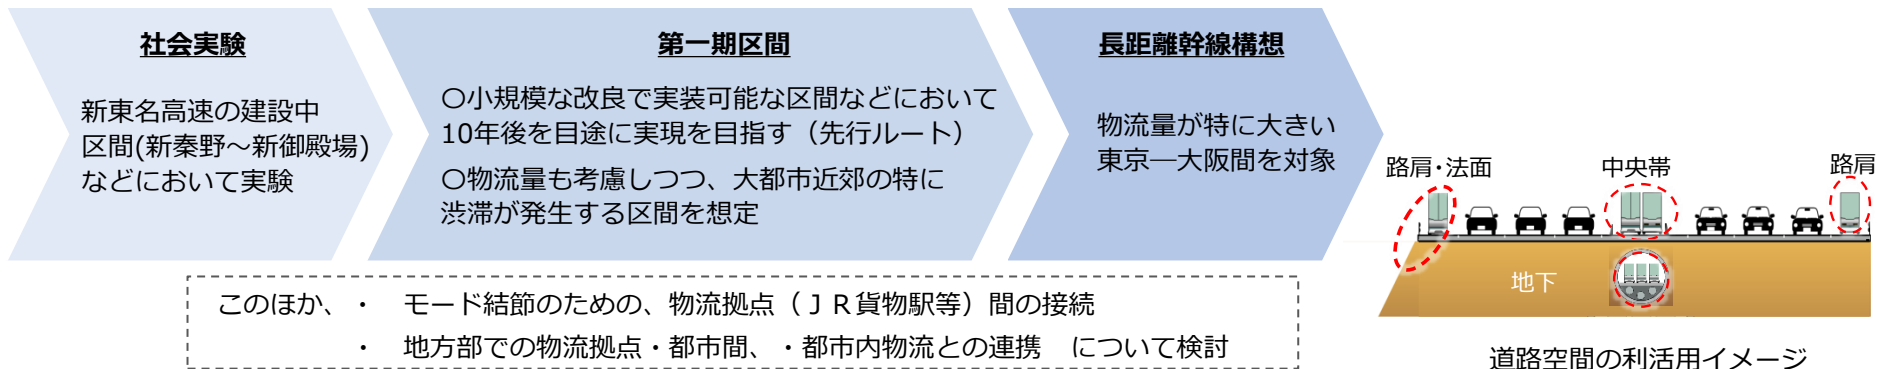 社会実験
新東名高速の建設中
区間(新秦野～新御殿場)
などにおいて実験
第一期区間
○小規模な改良で実装可能な区間などにおいて
10年後を目途に実現を目指す（先行ルート）
○物流量も考慮しつつ、大都市近郊の特に
渋滞が発生する区間を想定
長距離幹線構想
物流量が特に大きい
東京―大阪間を対象
路肩・法面
中央帯
路肩
地下
道路空間の利活用イメージ
このほか、・　モード結節のための、物流拠点（ＪＲ貨物駅等）間の接続
・　地方部での物流拠点・都市間、・都市内物流との連携　について検討